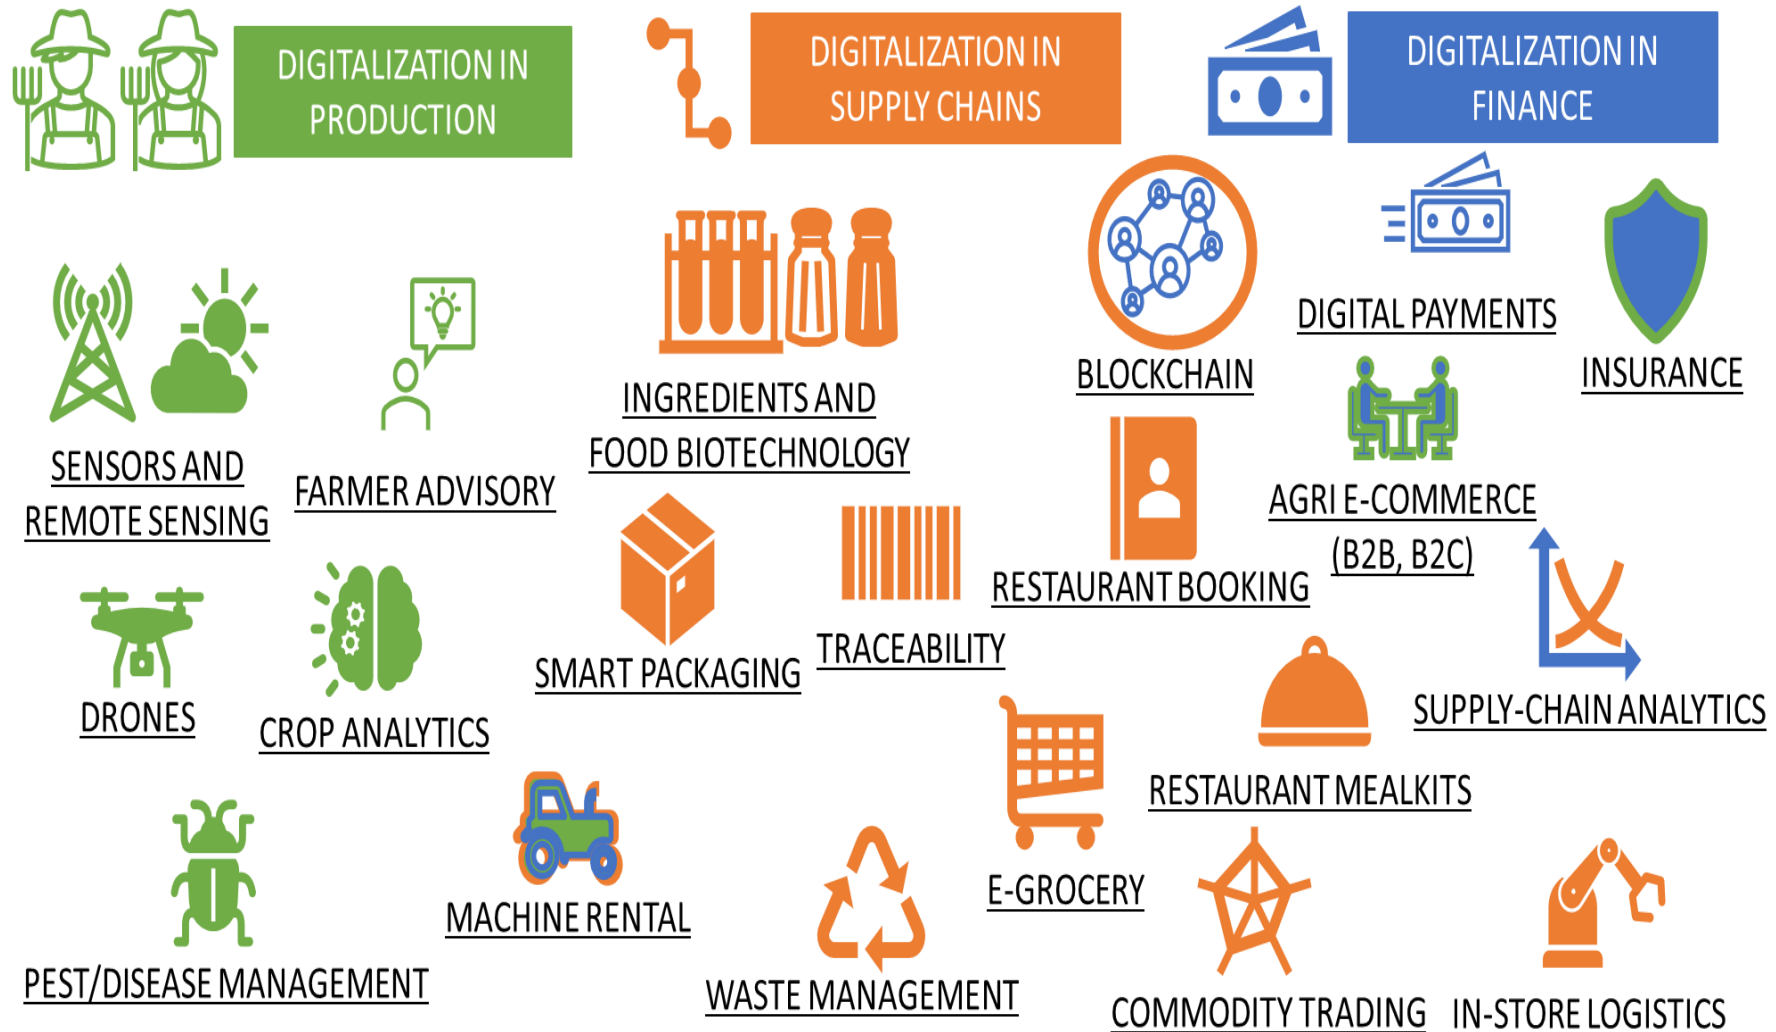 DIGITALIZATION IN
PRODUCTION
DIGITALIZATION IN
SUPPLY CHAINS
DIGITALIZATION IN
FINANCE
SENSORS AND
REMOTE SENSING
FARMER ADVISORY
INGREDIENTS AND
FOOD BIOTECHNOLOGY
BLOCKCHAIN
DIGITAL PAYMENTS
INSURANCE
AGRI E-COMMERCE
(B2B, B2C)
RESTAURANT BOOKING
DRONES
CROP ANALYTICS
SMART PACKAGING
TRACEABILITY
SUPPLY-CHAIN ANALYTICS
RESTAURANT MEALKITS
E-GROCERY
MACHINE RENTAL
PEST/DISEASE MANAGEMENT
WASTE MANAGEMENT
COMMODITY TRADING
IN-STORE LOGISTICS